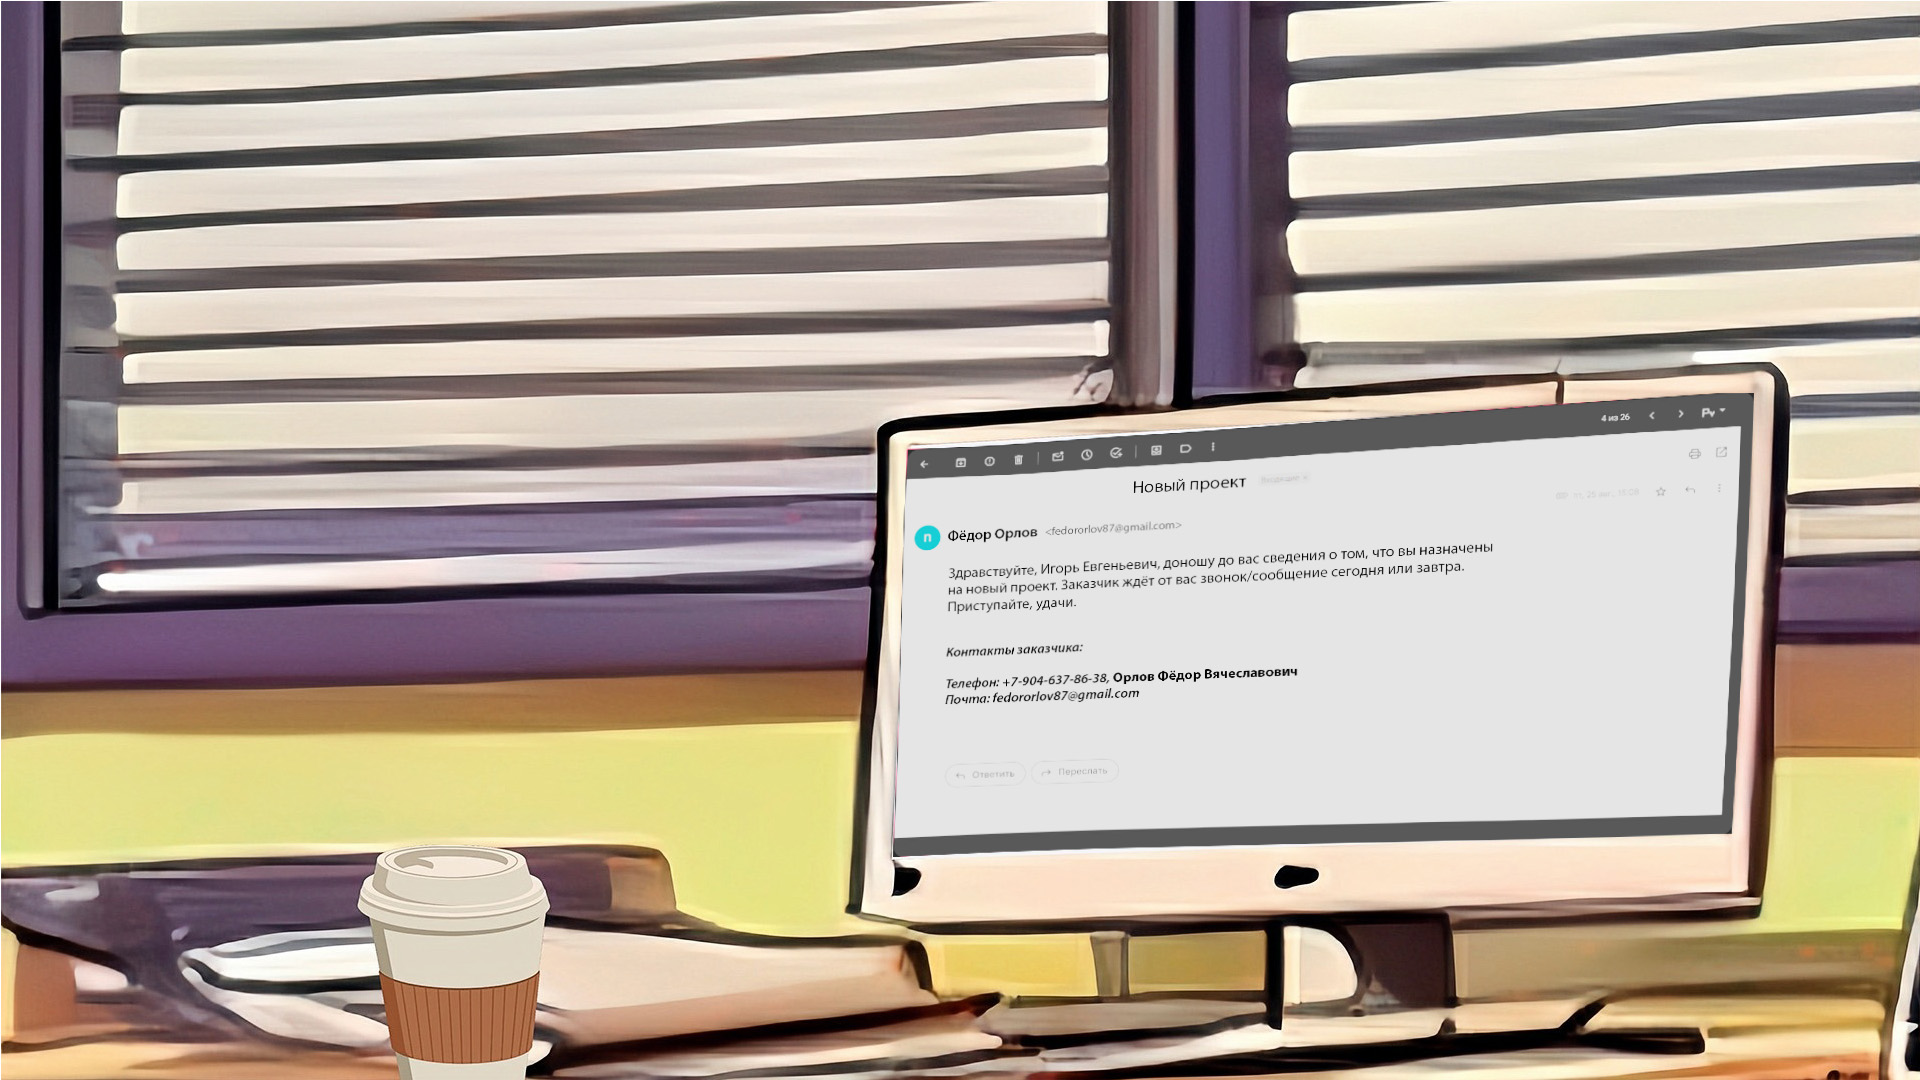 4 из 26
Ру
Новый проект
П
Фёдор Орлов <fedororlov87@gmail.com>
Здравствуйте, Игорь Евгеньевич, доношу до вас сведения о том, что вы назначены
на новый проект. Заказчик ждёт от вас звонок/сообщение сегодня или завтра.
Приступайте, удачи.
Контакты заказчика:
Телефон: +7-904-637-86-38, Орлов Фёдор Вячеславович
Почта: fedororlov87@gmail.com
Ответить
Переслать